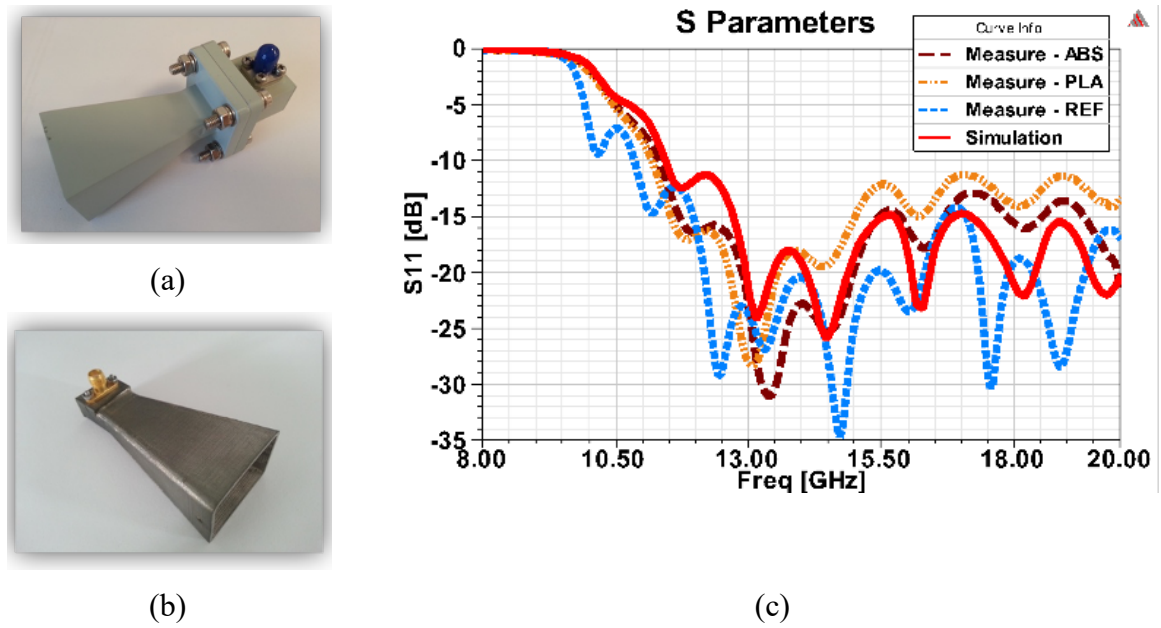 (a)
(b)
S Parameters
Curve Info
Measure - ABS
Measure - PLA
Measure - REF
Simulation
0
-5
-10
-15
-20
-25
-30
-35
S11 [dB]
8.00 10.50 13.00 15.50 18.00 20.00
Freq [GHz]
(c)